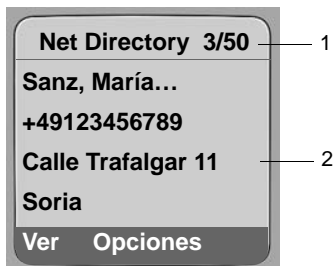 Net Directory 3/50
1
Sanz, María...
+49123456789
Calle Trafalgar 11
2
Soria
Ver Opciones